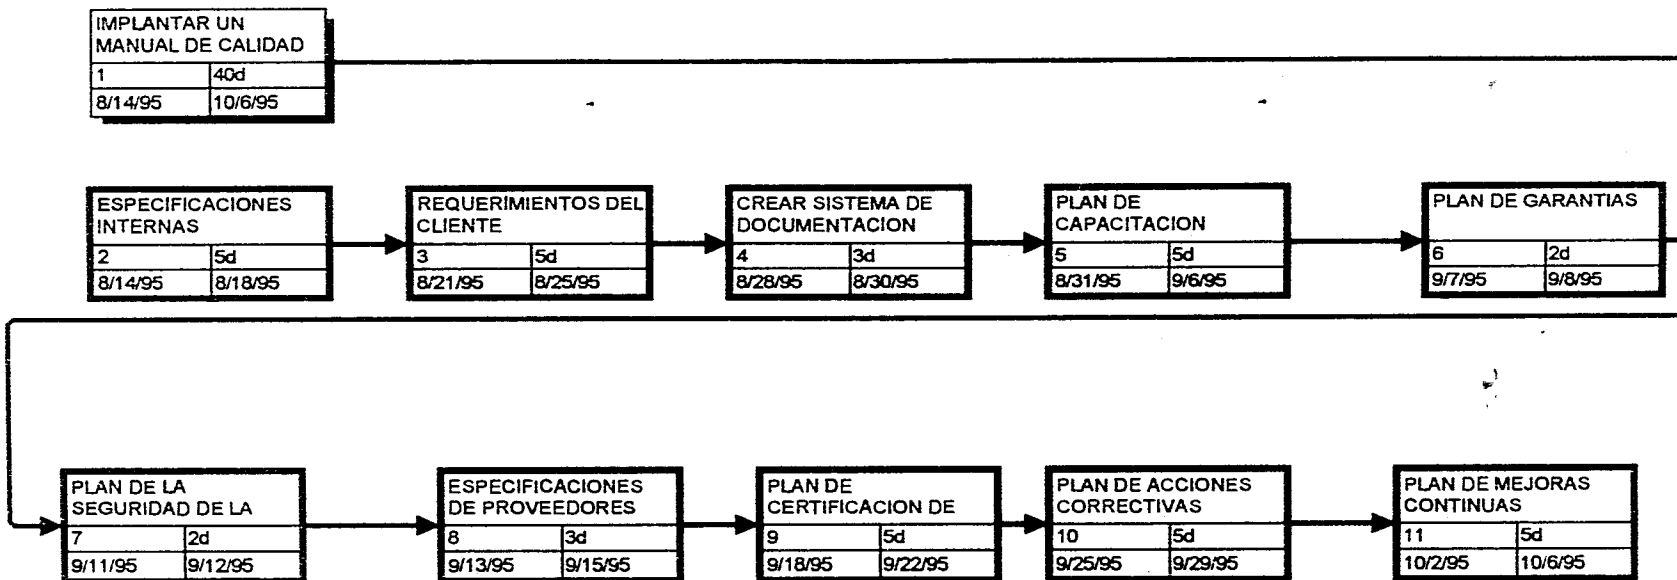 IMPLANTAR UN
MANUAL DE CALIDAD
1 40d
8/14/95 10/6/95
ESPECIFICACIONES
INTERNAS
2 5d
8/14/95 8/18/95
REQUERIMIENTOS DEL
CLIENTE
3 5d
8/21/95 8/25/95
CREAR SISTEMA DE
DOCUMENTACION
4 3d
8/28/95 8/30/95
PLAN DE
CAPACITACION
5 5d
8/31/95 9/6/95
PLAN DE GARANTIAS
6 2d
9/7/95 9/8/95
PLAN DE LA
SEGURIDAD DE LA
7 2d
9/11/95 9/12/95
ESPECIFICACIONES
DE PROVEEDORES
8 3d
9/13/95 9/15/95
PLAN DE
CERTIFICACION DE
9 5d
9/18/95 9/22/95
PLAN DE ACCIONES
CORRECTIVAS
10 5d
9/25/95 9/29/95
PLAN DE MEJORAS
CONTINUAS
11 5d
10/2/95 10/6/95